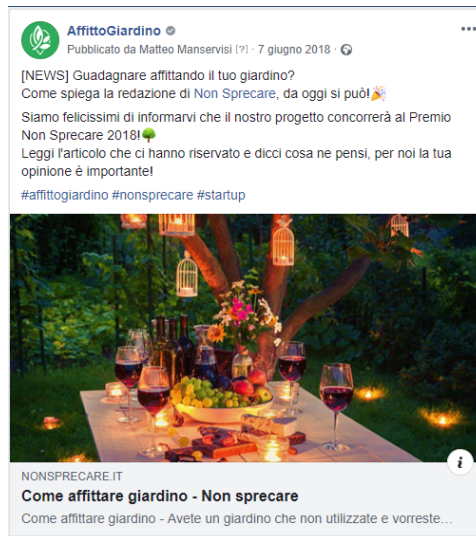 AffittoGiardino
Pubblicato da Matteo Manservisi [?] · 7 giugno 2018 ·
[NEWS] Guadagnare affittando il tuo giardino?
Come spiega la redazione di Non Sprecare, da oggi si può!🎉
Siamo felicissimi di informarvi che il nostro progetto concorrerà al Premio
Non Sprecare 2018!🌳
Leggi l'articolo che ci hanno riservato e dicci cosa ne pensi, per noi la tua
opinione è importante!
#affittogiardino #nonsprecare #startup
NONSPRECARE.IT
Come affittare giardino - Non sprecare
Come affittare giardino - Avete un giardino che non utilizzate e vorreste…